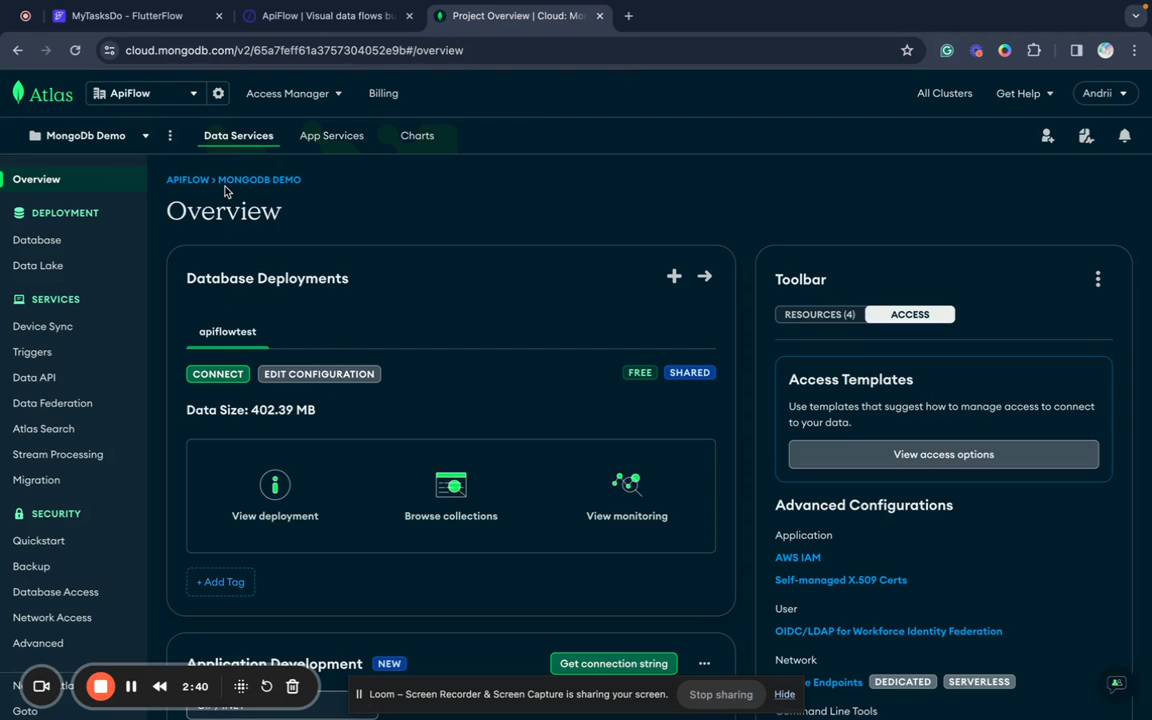 MyTasksDo - FlutterFlow
ApiFlow | Visual data flows bu
Project Overview | Cloud: Mo
cloud.mongodb.com/v2/65a7feff61a3757304052e9b#/overview
Atlas
ApiFlow
Access Manager
Billing
All Clusters
Get Help
Andrii
MongoDb Demo
Data Services
App Services
Charts
Overview
DEPLOYMENT
Database
Data Lake
SERVICES
Device Sync
Triggers
Data API
Data Federation
Atlas Search
Stream Processing
Migration
SECURITY
Quickstart
Backup
Database Access
Network Access
Advanced
Goto
APIFLOW > MONGODB DEMO
Overview
Database Deployments
apiflowtest
CONNECT
EDIT CONFIGURATION
FREE
SHARED
Data Size: 402.39 MB
View deployment
Browse collections
View monitoring
+ Add Tag
Application Development
NEW
Get connection string
Toolbar
RESOURCES (4)
ACCESS
Access Templates
Use templates that suggest how to manage access to connect
to your data.
View access options
Advanced Configurations
Application
AWS IAM
Self-managed X.509 Certs
User
OIDC/LDAP for Workforce Identity Federation
Network
Endpoints
DEDICATED
SERVERLESS
Command Line Tools
2:40
Loom – Screen Recorder & Screen Capture is sharing your screen.
Stop sharing
Hide